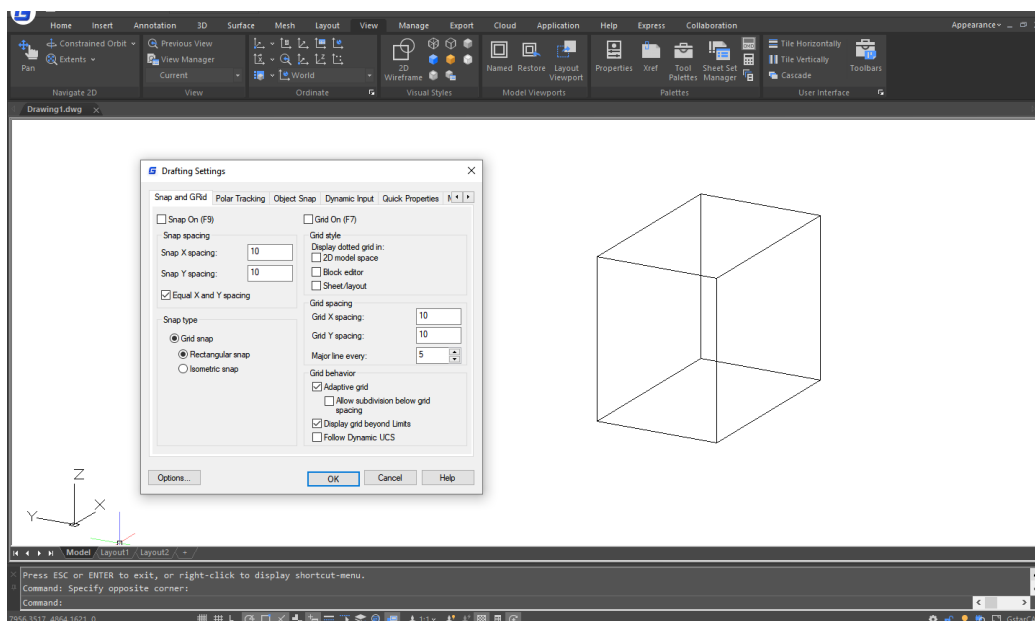 Home Insert Annotation 3D Surface Mesh Layout View Manage Export Cloud Application Help Express Collaboration Appearance
Constrained Orbit Previous View Tile Horizontally
Extents View Manager Tile Vertically
Pan Current World 2D Wireframe Named Restore Layout Viewport Properties Xref Tool Palettes Sheet Set Manager Cascade Toolbars
Navigate 2D View Ordinate Visual Styles Model Viewports Palettes User Interface
Drawing1.dwg
Drafting Settings
Snap and GRid Polar Tracking Object Snap Dynamic Input Quick Properties
Snap On (F9)
Snap spacing
Snap X spacing: 10
Snap Y spacing: 10
Equal X and Y spacing
Snap type
Grid snap
Rectangular snap
Isometric snap
Grid On (F7)
Grid style
Display dotted grid in:
2D model space
Block editor
Sheet/layout
Grid spacing
Grid X spacing: 10
Grid Y spacing: 10
Major line every: 5
Grid behavior
Adaptive grid
Allow subdivision below grid
spacing
Display grid beyond Limits
Follow Dynamic UCS
Options... OK Cancel Help
Z
X
Y
Model Layout1 Layout2 +
Press ESC or ENTER to exit, or right-click to display shortcut-menu.
Command: Specify opposite corner:
Command:
7956.3517, 4864.1621, 0 1:1